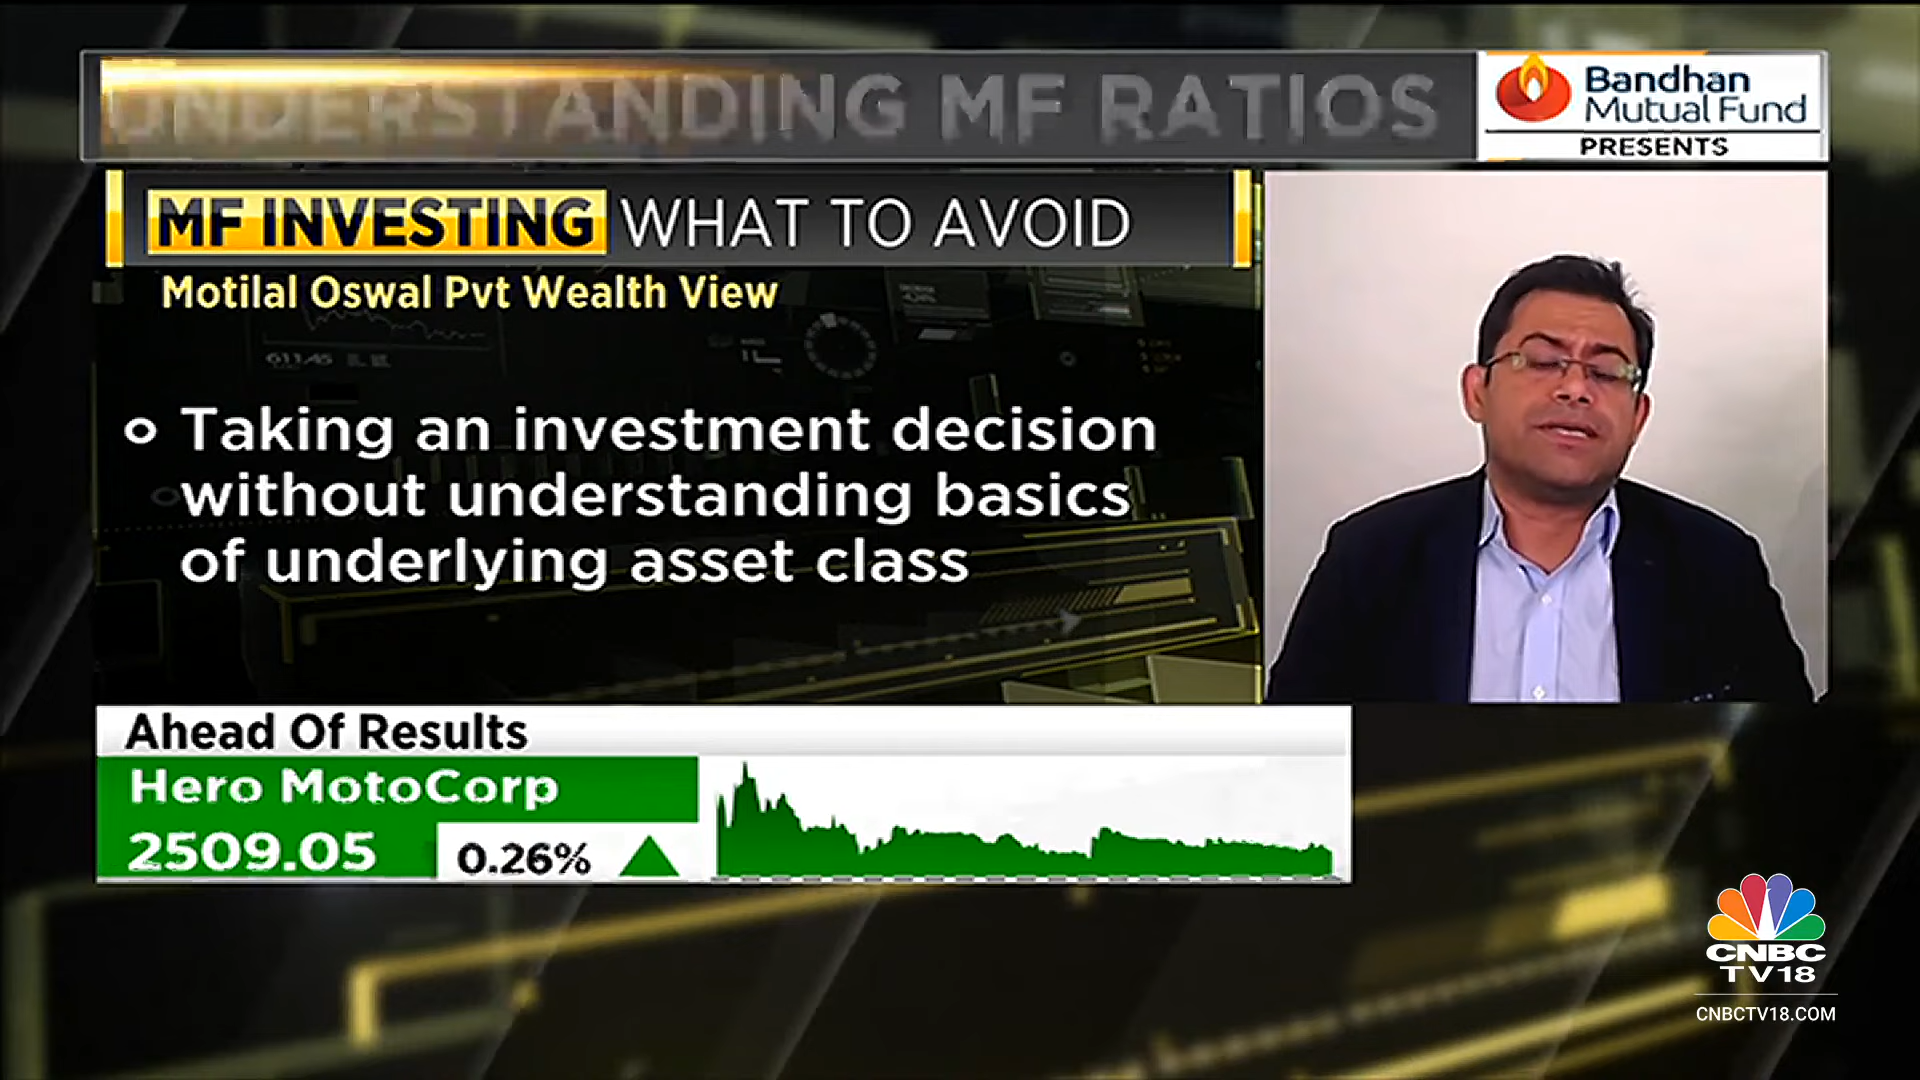 UNDERSTANDING MF RATIOS
Bandhan
Mutual Fund
PRESENTS
MF INVESTING WHAT TO AVOID
Motilal Oswal Pvt Wealth View
611.45
Taking an investment decision
without understanding basics
of underlying asset class
Ahead Of Results
Hero MotoCorp
2509.05
0.26%
CNBC
TV18
CNBCTV18.COM